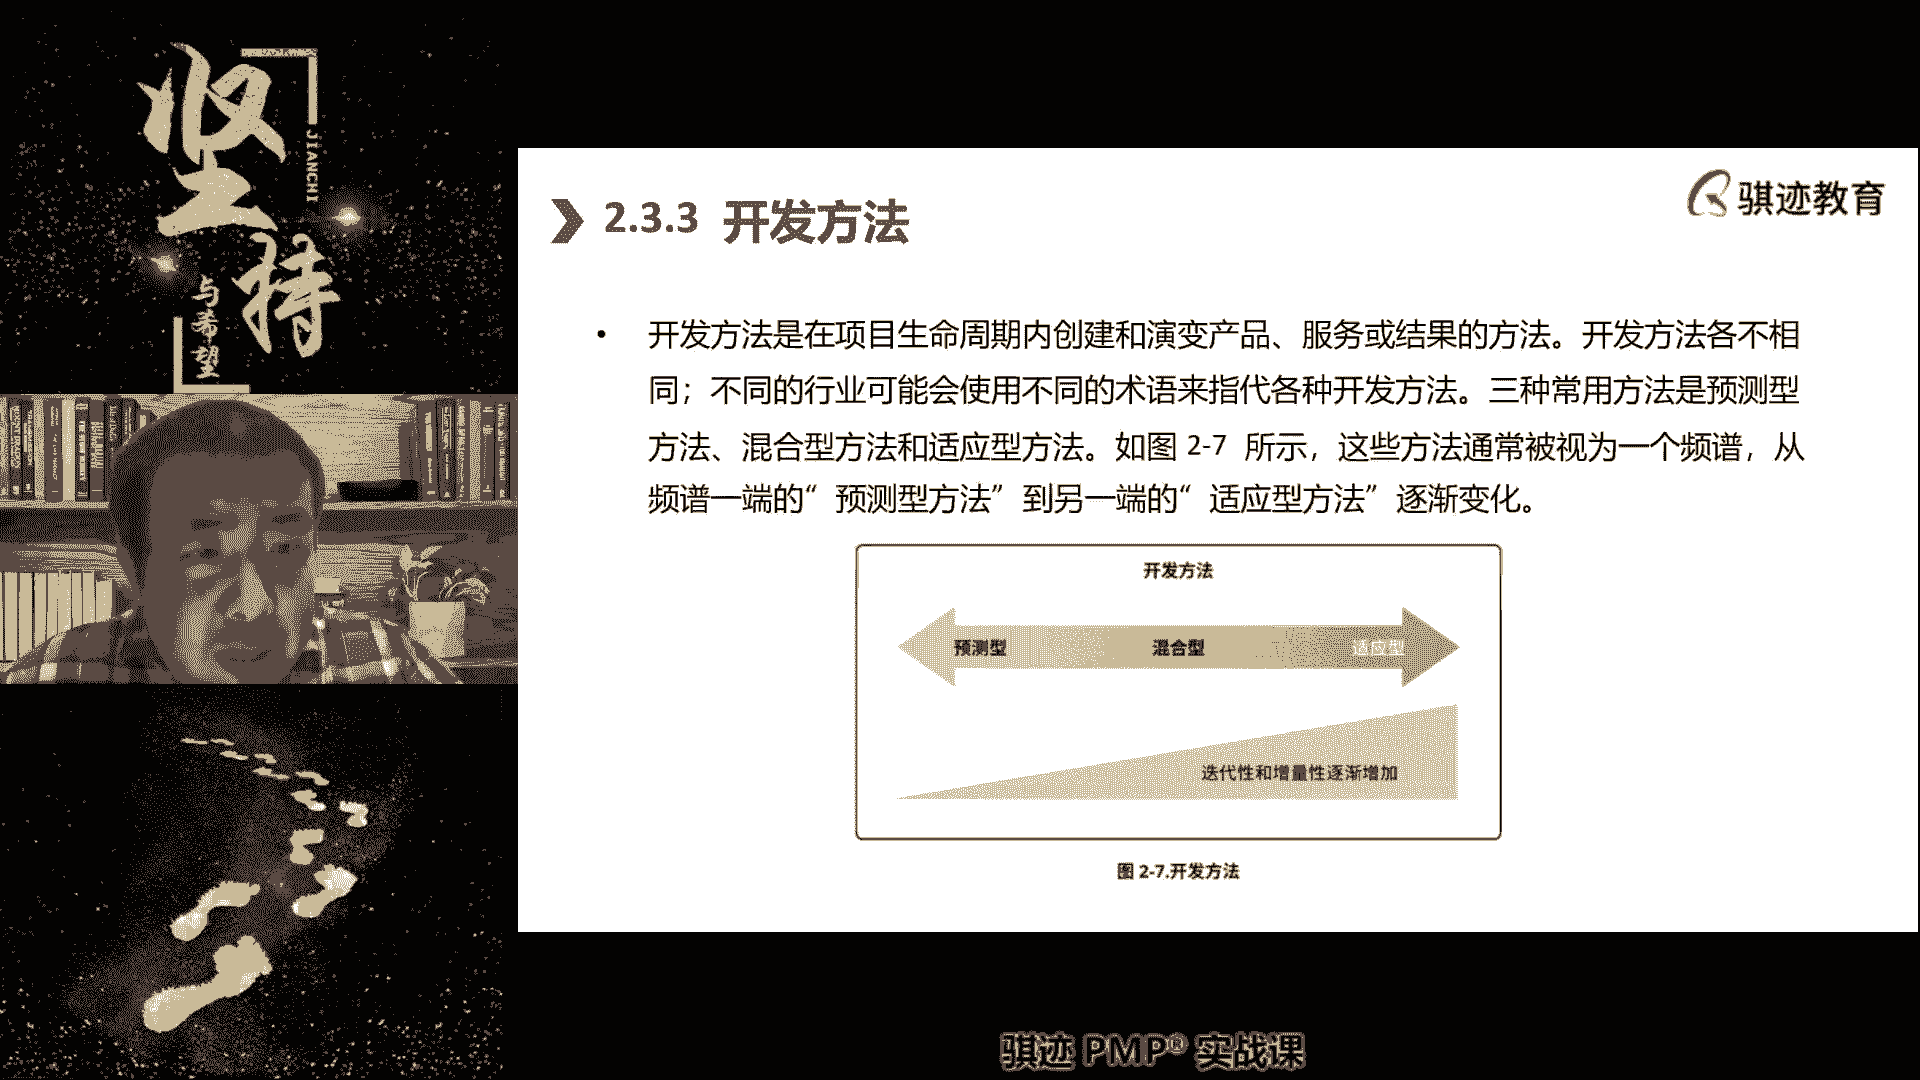 坚持
JIANCHI
与希望
骐迹教育
2.3.3 开发方法
• 开发方法是在项目生命周期内创建和演变产品、服务或结果的方法。开发方法各不相
同；不同的行业可能会使用不同的术语来指代各种开发方法。三种常用方法是预测型
方法、混合型方法和适应型方法。如图 2-7 所示，这些方法通常被视为一个频谱，从
频谱一端的“预测型方法”到另一端的“适应型方法”逐渐变化。
开发方法
预测型 混合型 适应型
迭代性和增量性逐渐增加
图 2-7.开发方法
骐迹 PMP® 实战课